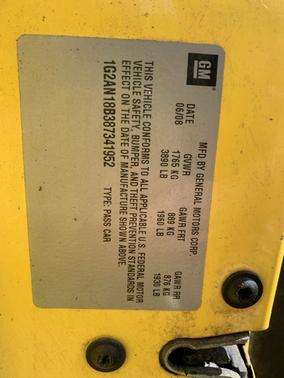 GM
MFD BY GENERAL MOTORS CORP.
DATE GVWR GAWR FRT GAWR RR
06/08 1765 KG 889 KG 876 KG
3890 LB 1960 LB 1930 LB
THIS VEHICLE CONFORMS TO ALL APPLICABLE U.S. FEDERAL MOTOR
VEHICLE SAFETY, BUMPER, AND THEFT PREVENTION STANDARDS IN
EFFECT ON THE DATE OF MANUFACTURE SHOWN ABOVE.
1G2AN18B387341952 TYPE: PASS CAR